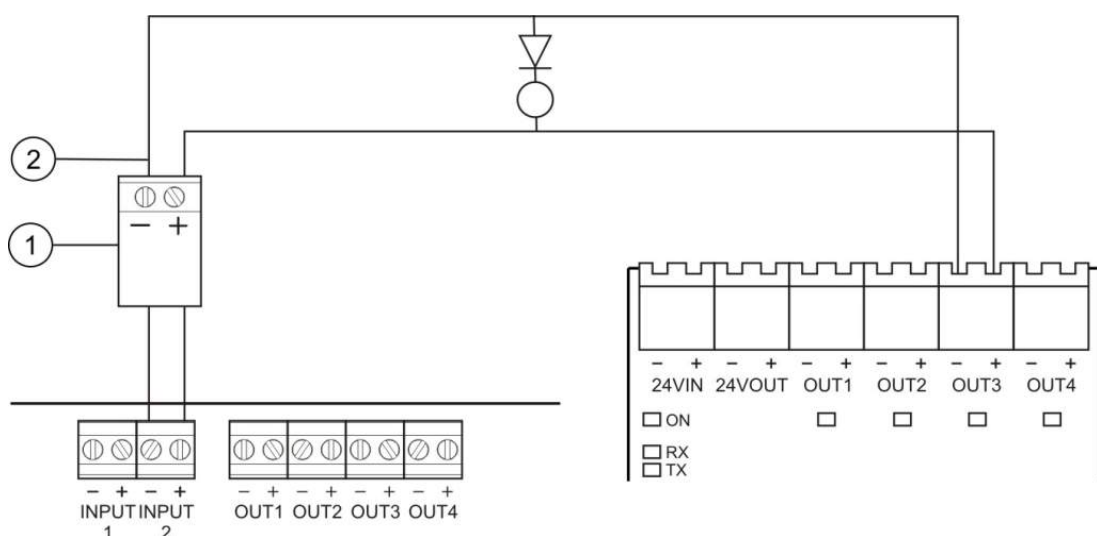 2
1
− +
− + − + − + − + − + − +
24VIN 24VOUT OUT1 OUT2 OUT3 OUT4
ON
RX
TX
− + − + − + − + − + − +
INPUT INPUT OUT1 OUT2 OUT3 OUT4
1 2